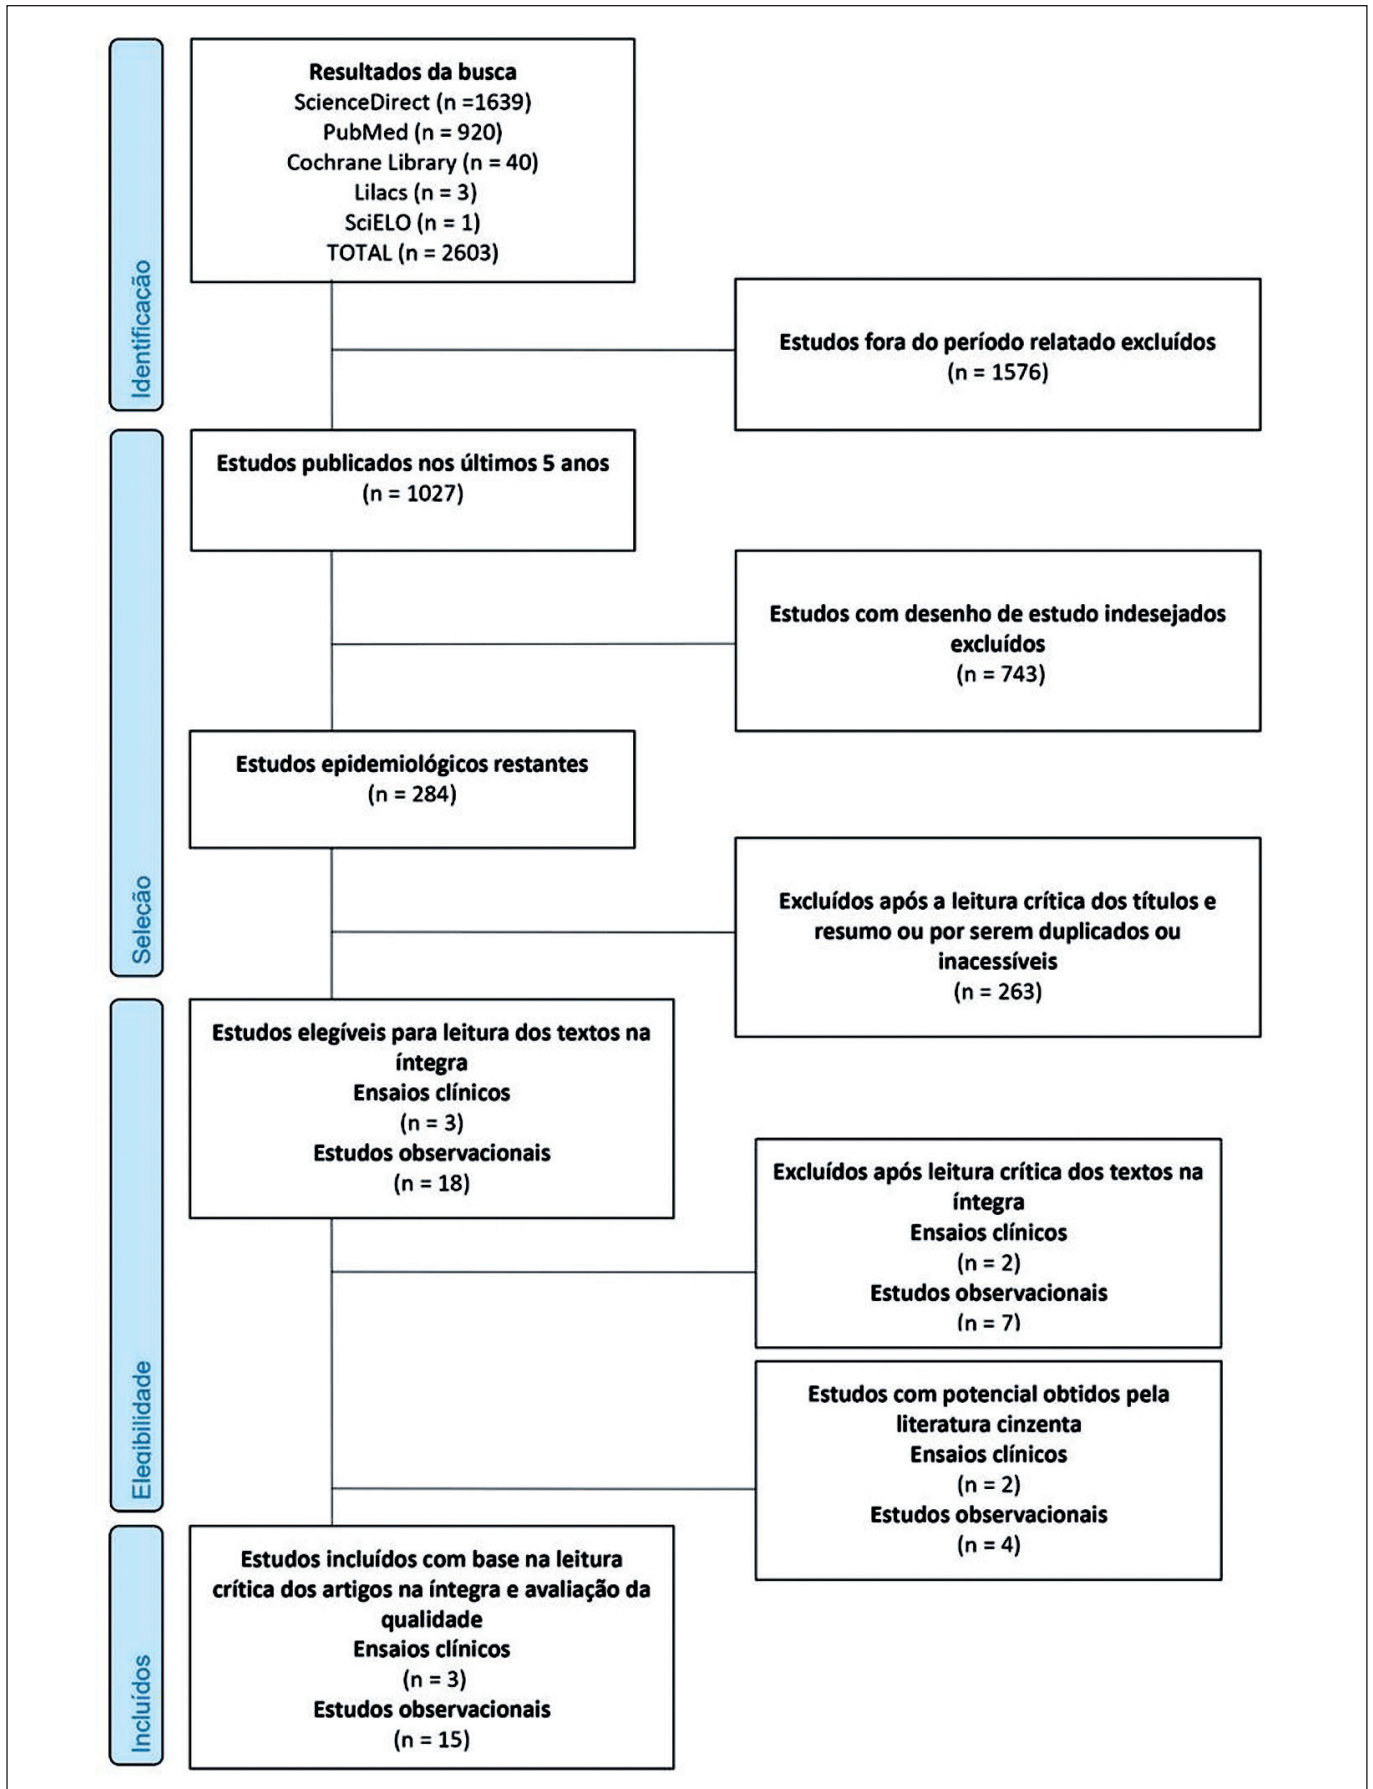 Identificação
Resultados da busca
ScienceDirect (n =1639)
PubMed (n = 920)
Cochrane Library (n = 40)
Lilacs (n = 3)
SciELO (n = 1)
TOTAL (n = 2603)
Estudos fora do período relatado excluídos
(n = 1576)
Seleção
Estudos publicados nos últimos 5 anos
(n = 1027)
Estudos com desenho de estudo indesejados
excluídos
(n = 743)
Estudos epidemiológicos restantes
(n = 284)
Excluídos após a leitura crítica dos títulos e
resumo ou por serem duplicados ou
inacessíveis
(n = 263)
Elegibilidade
Estudos elegíveis para leitura dos textos na
íntegra
Ensaios clínicos
(n = 3)
Estudos observacionais
(n = 18)
Excluídos após leitura crítica dos textos na
íntegra
Ensaios clínicos
(n = 2)
Estudos observacionais
(n = 7)
Estudos com potencial obtidos pela
literatura cinzenta
Ensaios clínicos
(n = 2)
Estudos observacionais
(n = 4)
Incluídos
Estudos incluídos com base na leitura
crítica dos artigos na íntegra e avaliação da
qualidade
Ensaios clínicos
(n = 3)
Estudos observacionais
(n = 15)